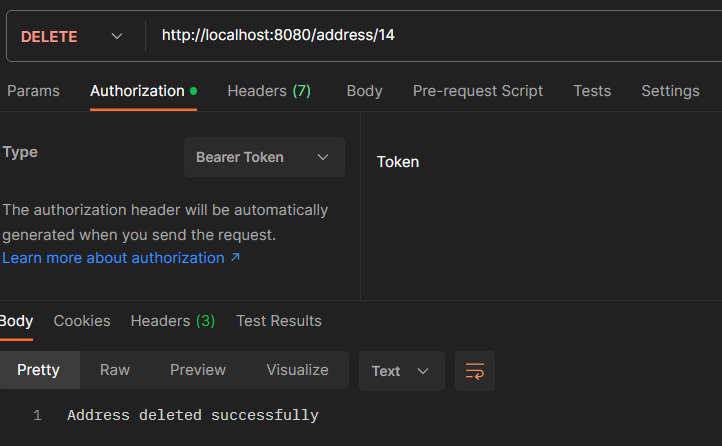 DELETE http://localhost:8080/address/14
Params Authorization Headers (7) Body Pre-request Script Tests Settings
Type Bearer Token Token
The authorization header will be automatically
generated when you send the request.
Learn more about authorization ↗
Body Cookies Headers (3) Test Results
Pretty Raw Preview Visualize Text
1 Address deleted successfully